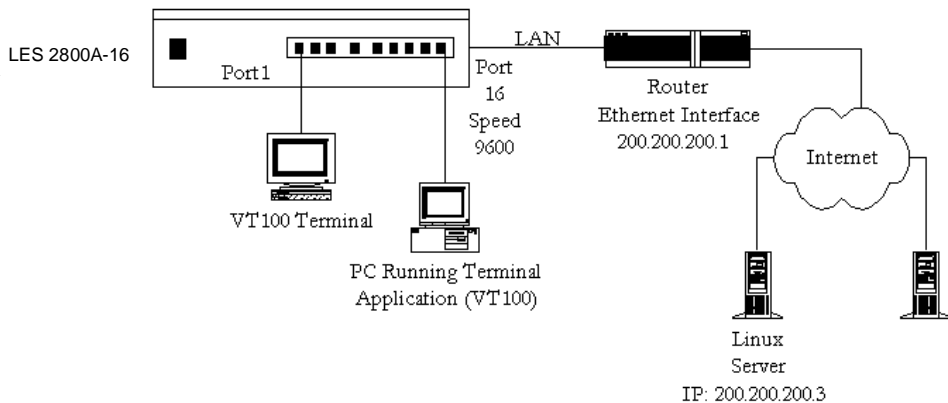 LES 2800A-16
Port1
LAN
Port
16
Speed
9600
Router
Ethernet Interface
200.200.200.1
Internet
VT100 Terminal
PC Running Terminal
Application (VT100)
Linux
Server
IP: 200.200.200.3